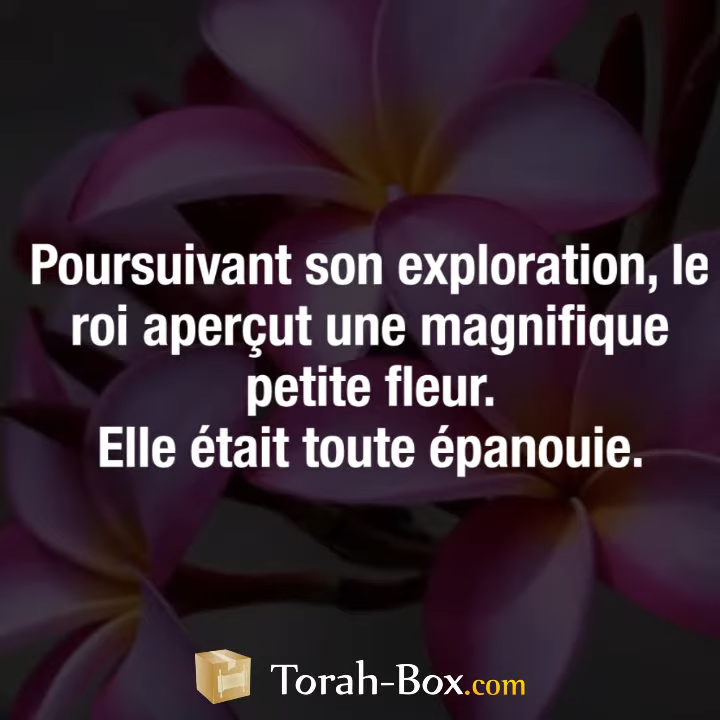 Poursuivant son exploration, le
roi aperçut une magnifique
petite fleur.
Elle était toute épanouie.
Torah-Box.com